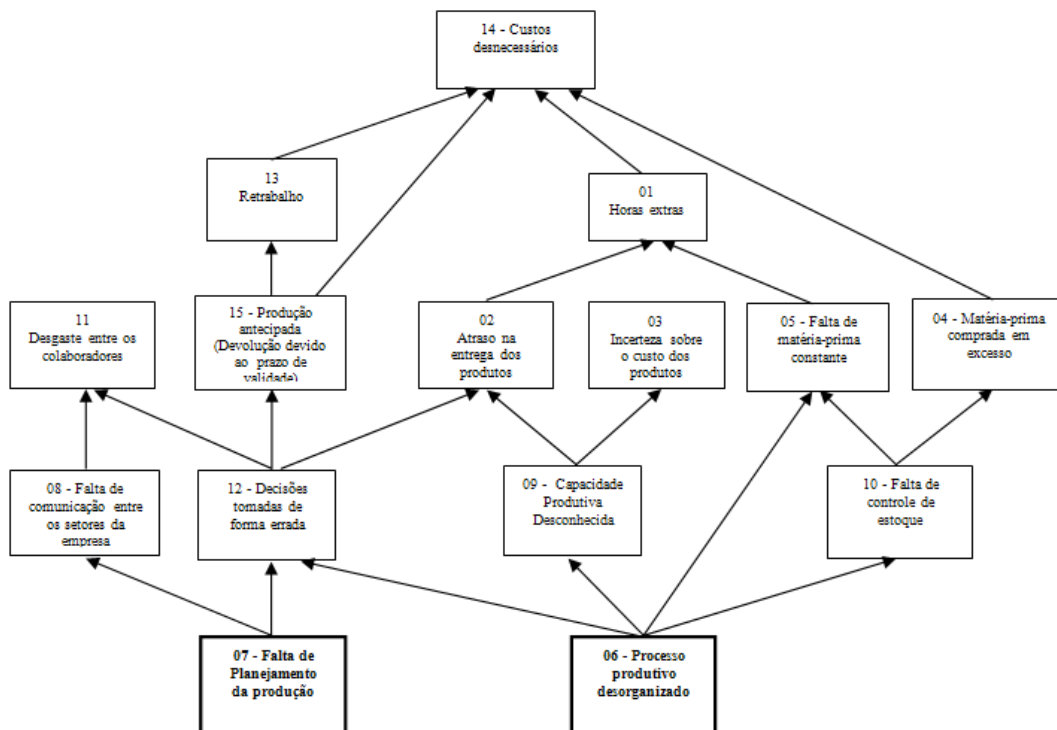 14 - Custos
desnecessários
13
Retrabalho
01
Horas extras
11
Desgaste entre os
colaboradores
15 - Produção
antecipada
(Devolução devido
ao prazo de
validade)
02
Atraso na
entrega dos
produtos
03
Incerteza sobre
o custo dos
produtos
05 - Falta de
matéria-prima
constante
04 - Matéria-prima
comprada em
excesso
08 - Falta de
comunicação entre
os setores da
empresa
12 - Decisões
tomadas de
forma errada
09 - Capacidade
Produtiva
Desconhecida
10 - Falta de
controle de
estoque
07 - Falta de
Planejamento
da produção
06 - Processo
produtivo
desorganizado